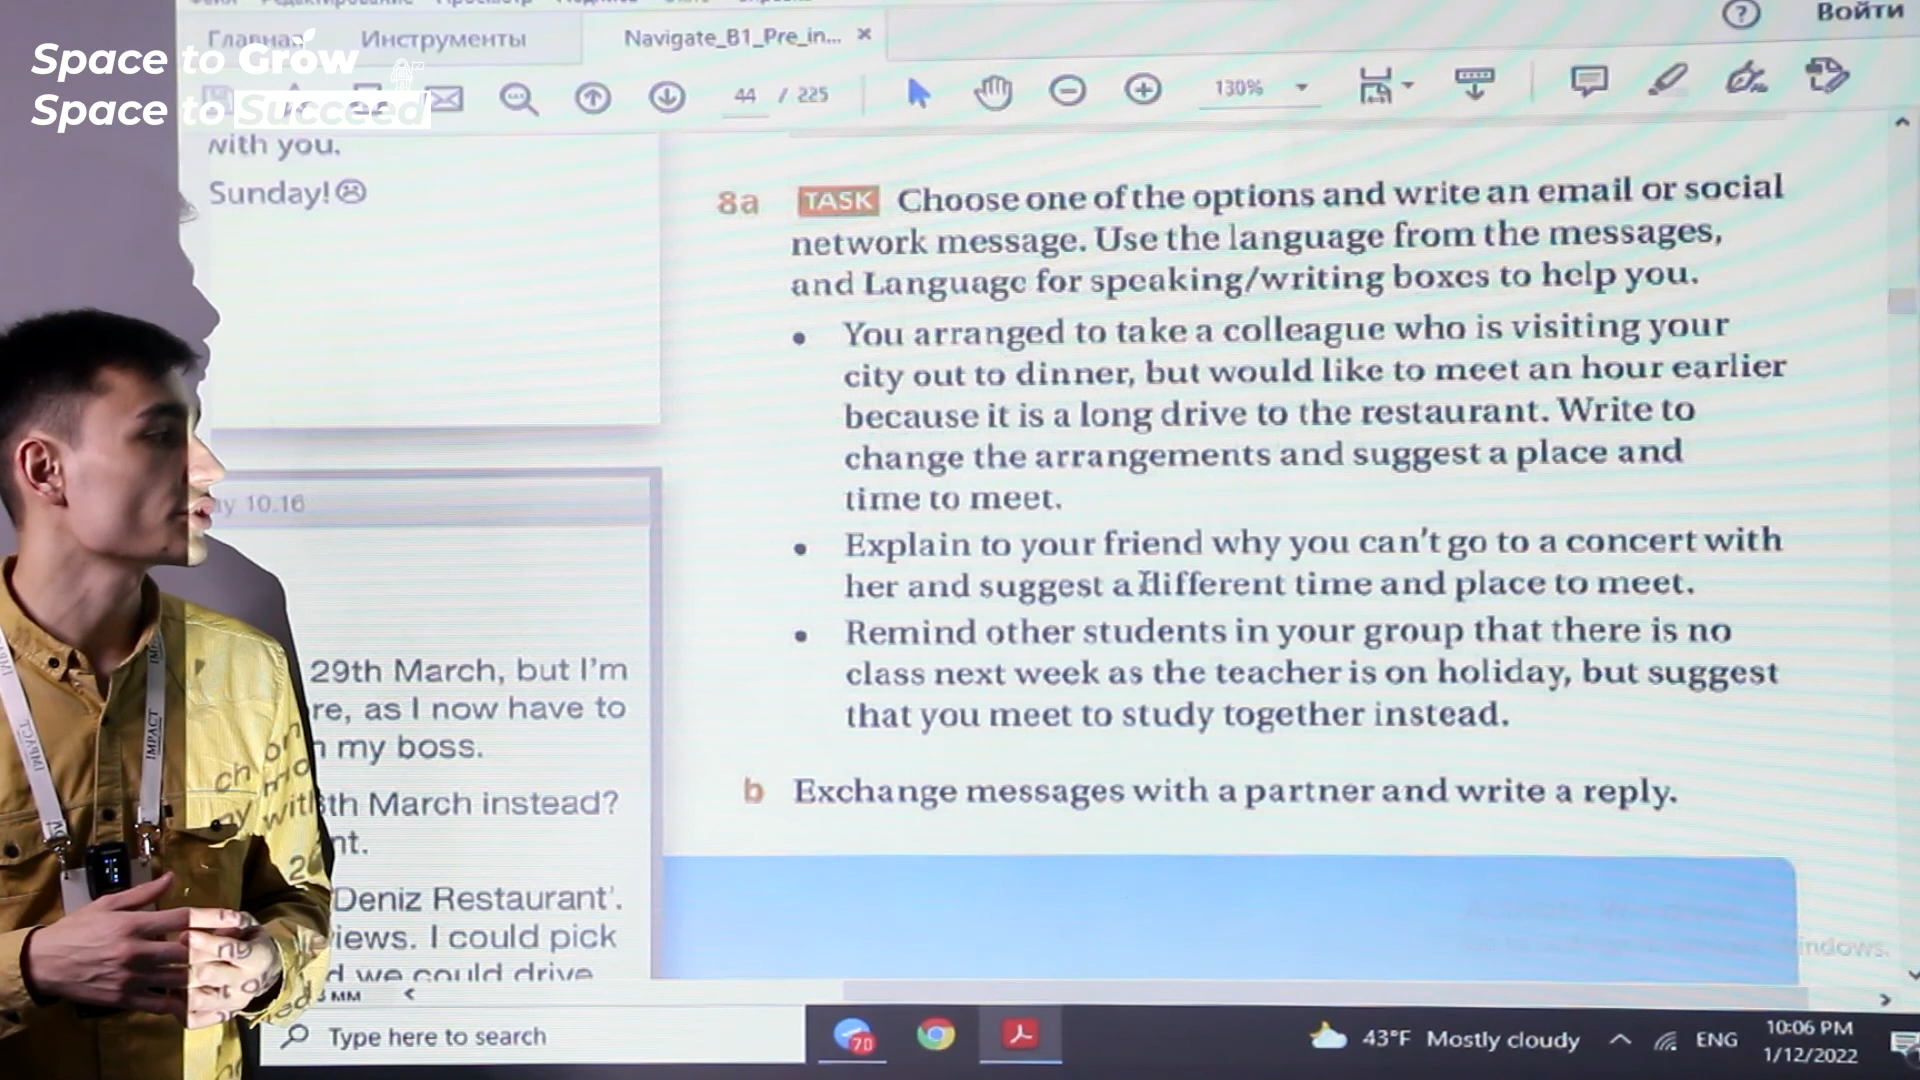 Space to Grow
Space to Succeed
Главная
Инструменты
Navigate_B1_Pre_in...
Войти
44 / 225
130%
with you.
Sunday!
10.16
29th March, but I'm
as I now have to
my boss.
March instead?
Deniz Restaurant'.
I could pick
we could drive
8a TASK Choose one of the options and write an email or social
network message. Use the language from the messages,
and Language for speaking/writing boxes to help you.
• You arranged to take a colleague who is visiting your
city out to dinner, but would like to meet an hour earlier
because it is a long drive to the restaurant. Write to
change the arrangements and suggest a place and
time to meet.
• Explain to your friend why you can't go to a concert with
her and suggest a different time and place to meet.
• Remind other students in your group that there is no
class next week as the teacher is on holiday, but suggest
that you meet to study together instead.
b Exchange messages with a partner and write a reply.
IMPACT
Type here to search
70
43°F Mostly cloudy
ENG
10:06 PM
1/12/2022